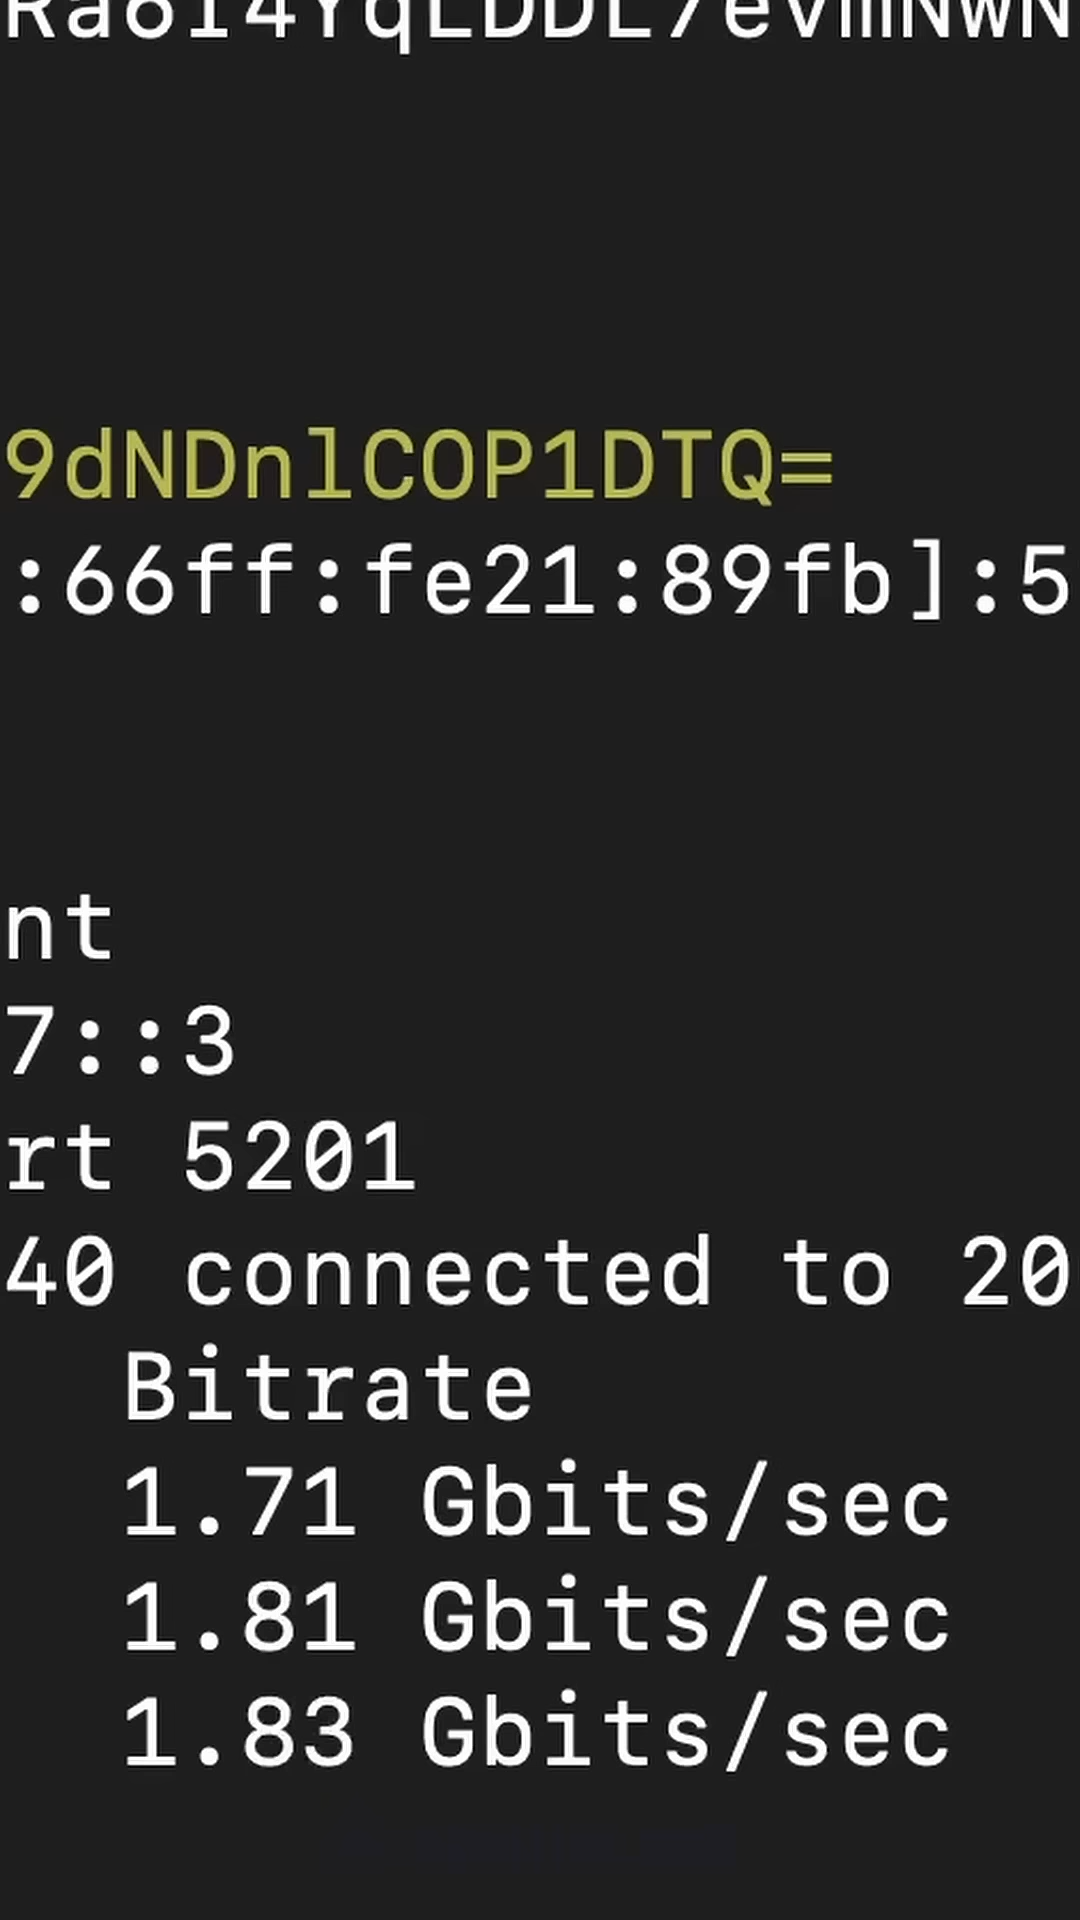 9dNDnlCOP1DTQ=
:66ff:fe21:89fb]:5
nt
7::3
rt 5201
40 connected to 20
Bitrate
1.71 Gbits/sec
1.81 Gbits/sec
1.83 Gbits/sec